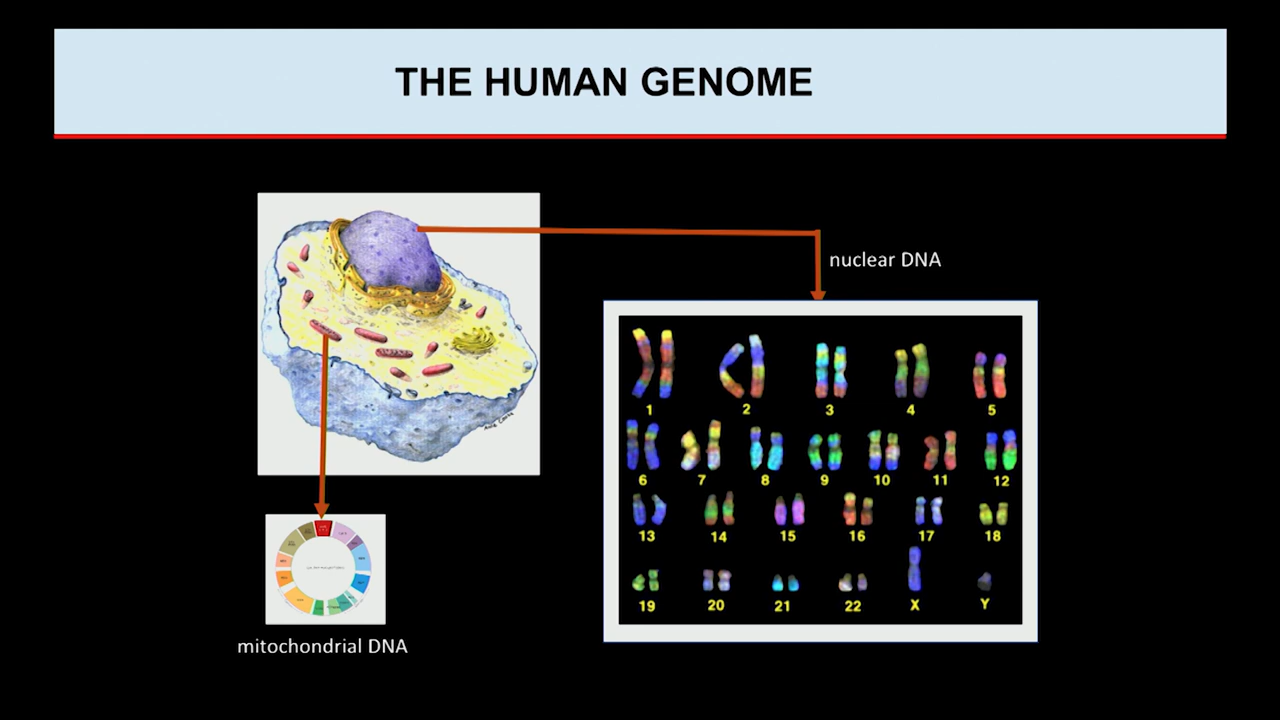 THE HUMAN GENOME
nuclear DNA
1 2 3 4 5
6 7 8 9 10 11 12
13 14 15 16 17 18
19 20 21 22 X Y
mitochondrial DNA